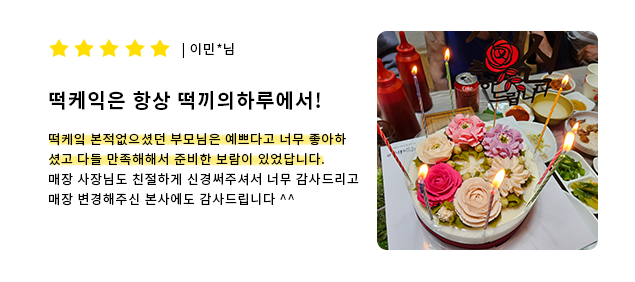 ★★★★★ | 이민*님
떡케익은 항상 떡끼의하루에서!
떡케잌 본적없으셨던 부모님은 예쁘다고 너무 좋아하
셨고 다들 만족해해서 준비한 보람이 있었답니다.
매장 사장님도 친절하게 신경써주셔서 너무 감사드리고
매장 변경해주신 본사에도 감사드립니다 ^^
드립니다